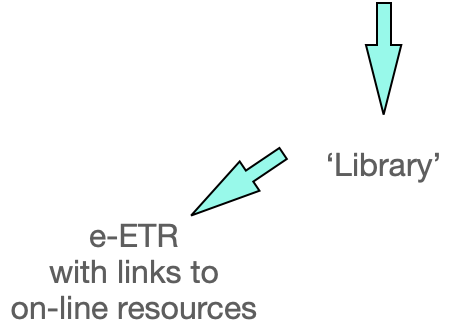 ‘Library’
e-ETR
with links to
on-line resources